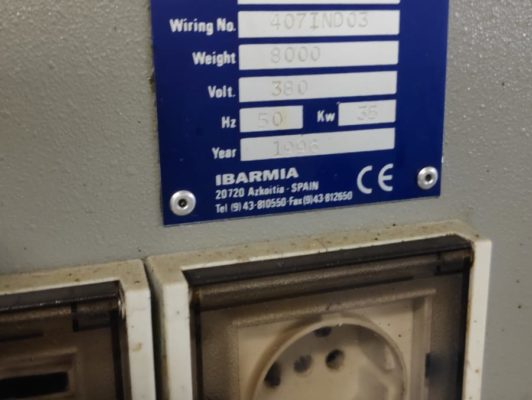 Wiring No. 407IND03
Weight 8000
Volt. 380
Hz 50 Kw 35
Year 1996
IBARMIA
20720 Azkoitia - SPAIN
Tel (9)43-810550-Fax(9)43-812650
CE